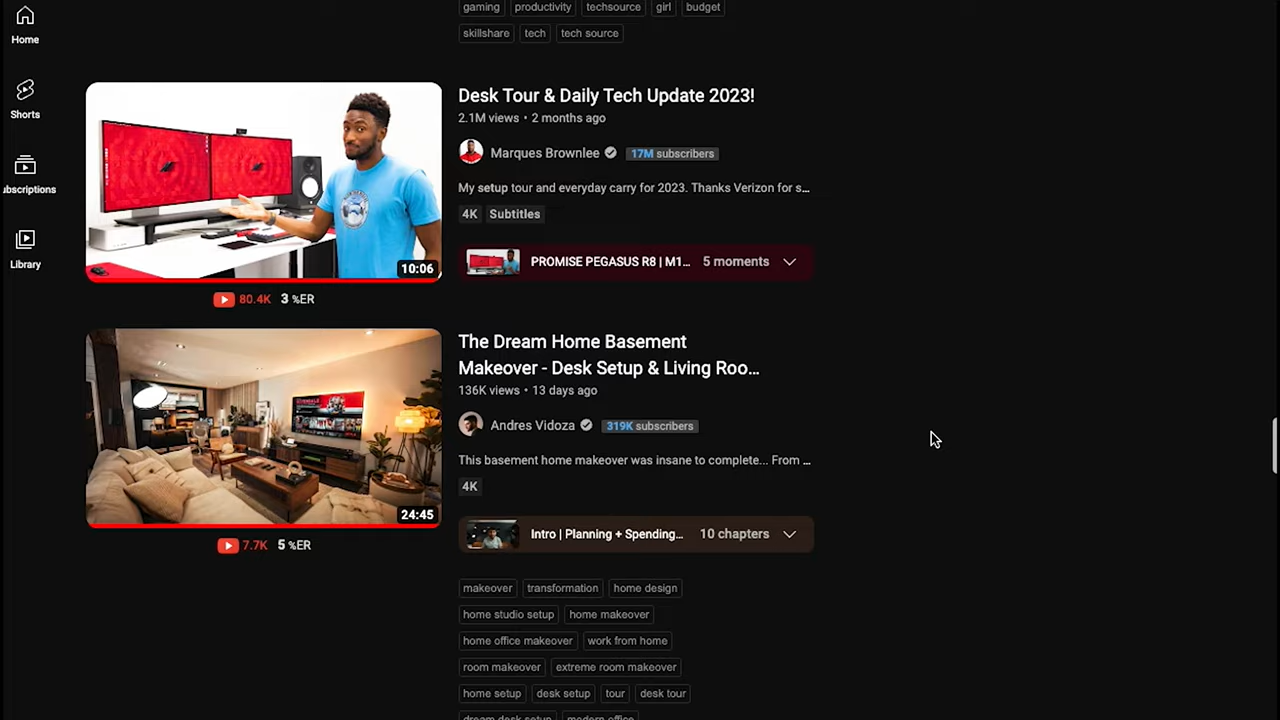 gaming productivity techsource girl budget
Home
skillshare tech tech source
Desk Tour & Daily Tech Update 2023!
Shorts
2.1M views • 2 months ago
Marques Brownlee 17M subscribers
ubscriptions
My setup tour and everyday carry for 2023. Thanks Verizon for s...
4K Subtitles
Library
10:06
PROMISE PEGASUS R8 | M1... 5 moments
80.4K 3 %ER
The Dream Home Basement
Makeover - Desk Setup & Living Roo...
136K views • 13 days ago
Andres Vidoza 319K subscribers
This basement home makeover was insane to complete... From ...
4K
24:45
Intro | Planning + Spending... 10 chapters
7.7K 5 %ER
makeover transformation home design
home studio setup home makeover
home office makeover work from home
room makeover extreme room makeover
home setup desk setup tour desk tour
dream desk setup modern office